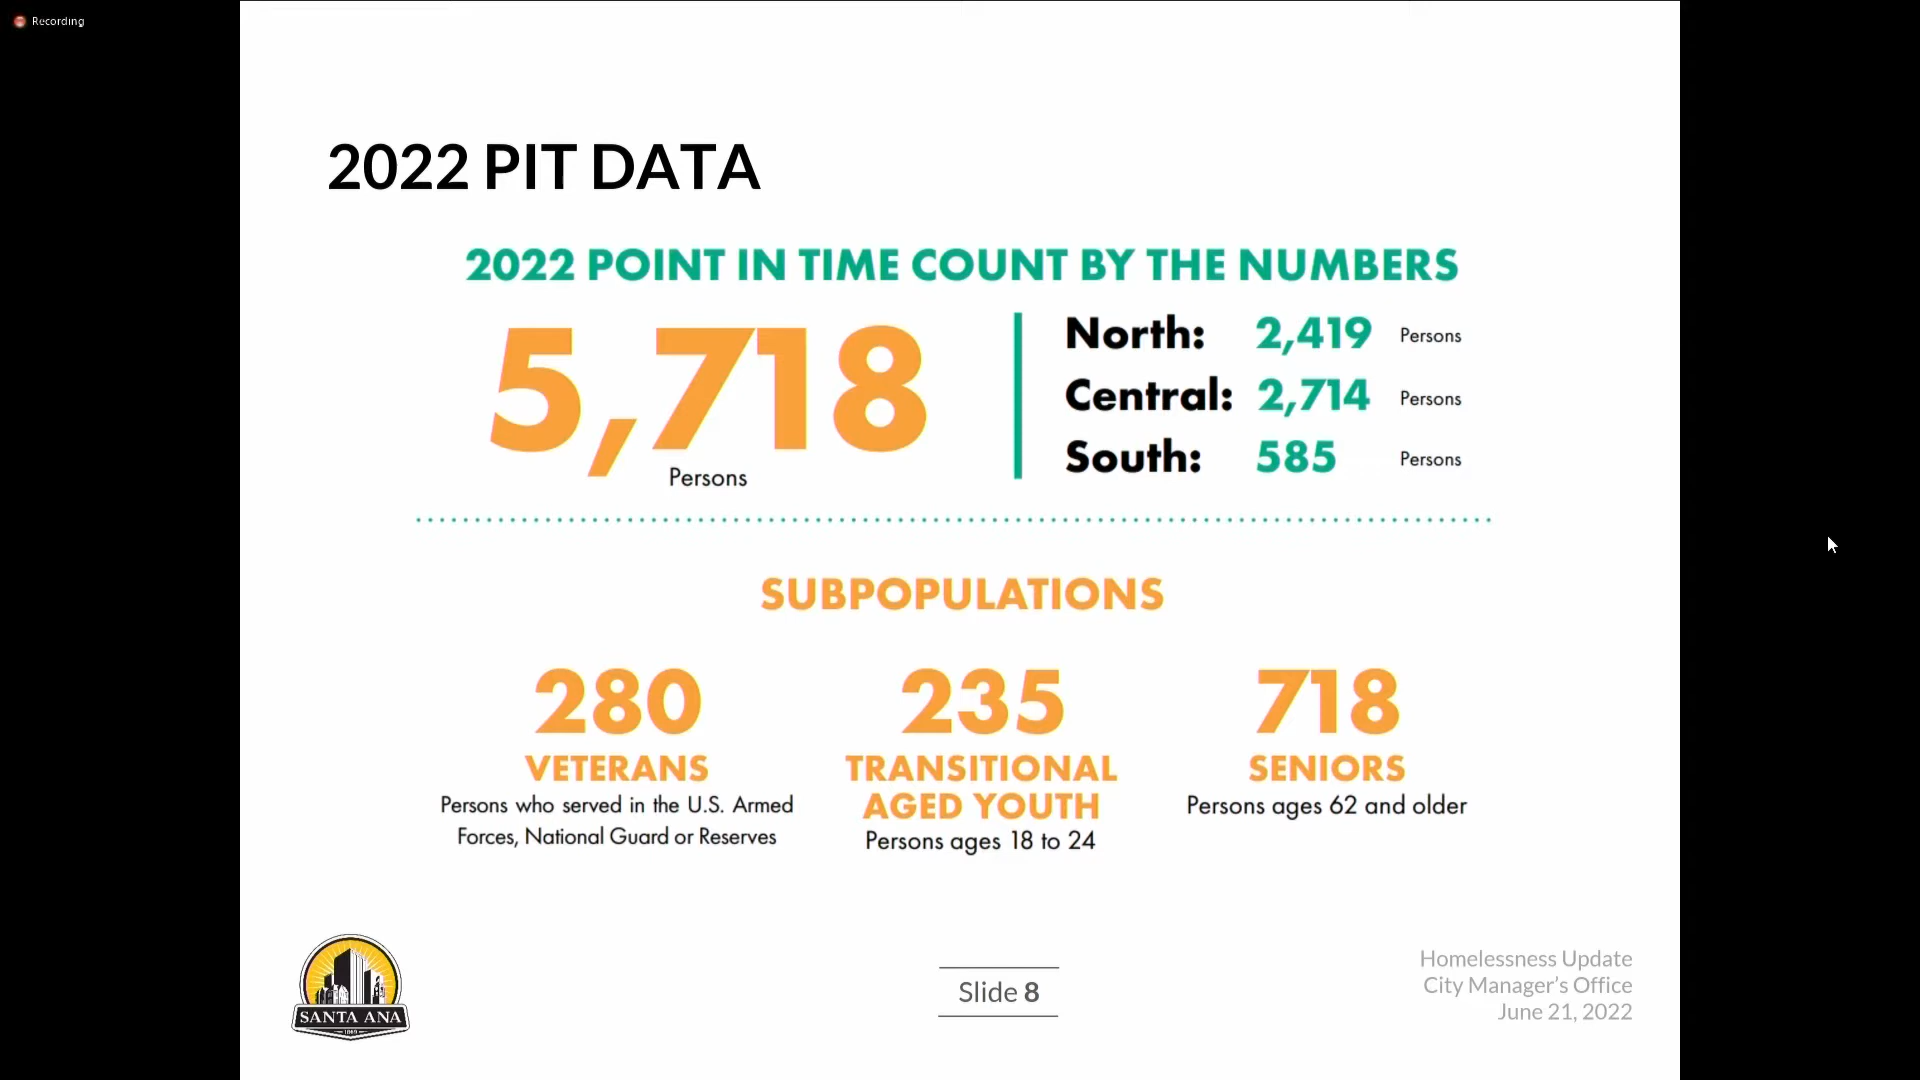 Recording
2022 PIT DATA
2022 POINT IN TIME COUNT BY THE NUMBERS
5,718
Persons
North: 2,419 Persons
Central: 2,714 Persons
South: 585 Persons
SUBPOPULATIONS
280
VETERANS
Persons who served in the U.S. Armed
Forces, National Guard or Reserves
235
TRANSITIONAL
AGED YOUTH
Persons ages 18 to 24
718
SENIORS
Persons ages 62 and older
SANTA ANA
1869
Slide 8
Homelessness Update
City Manager's Office
June 21, 2022